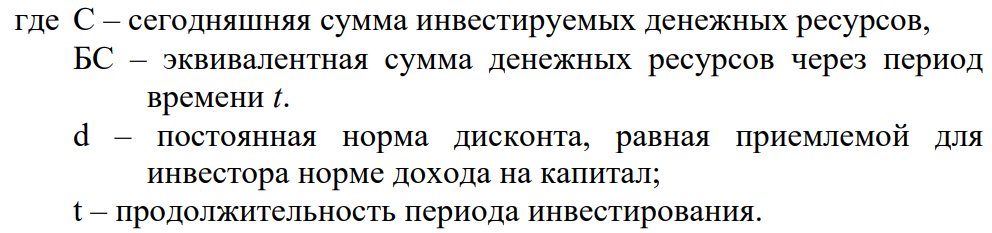 где С – сегодняшняя сумма инвестируемых денежных ресурсов,
БС – эквивалентная сумма денежных ресурсов через период
времени t.
d – постоянная норма дисконта, равная приемлемой для
инвестора норме дохода на капитал;
t – продолжительность периода инвестирования.